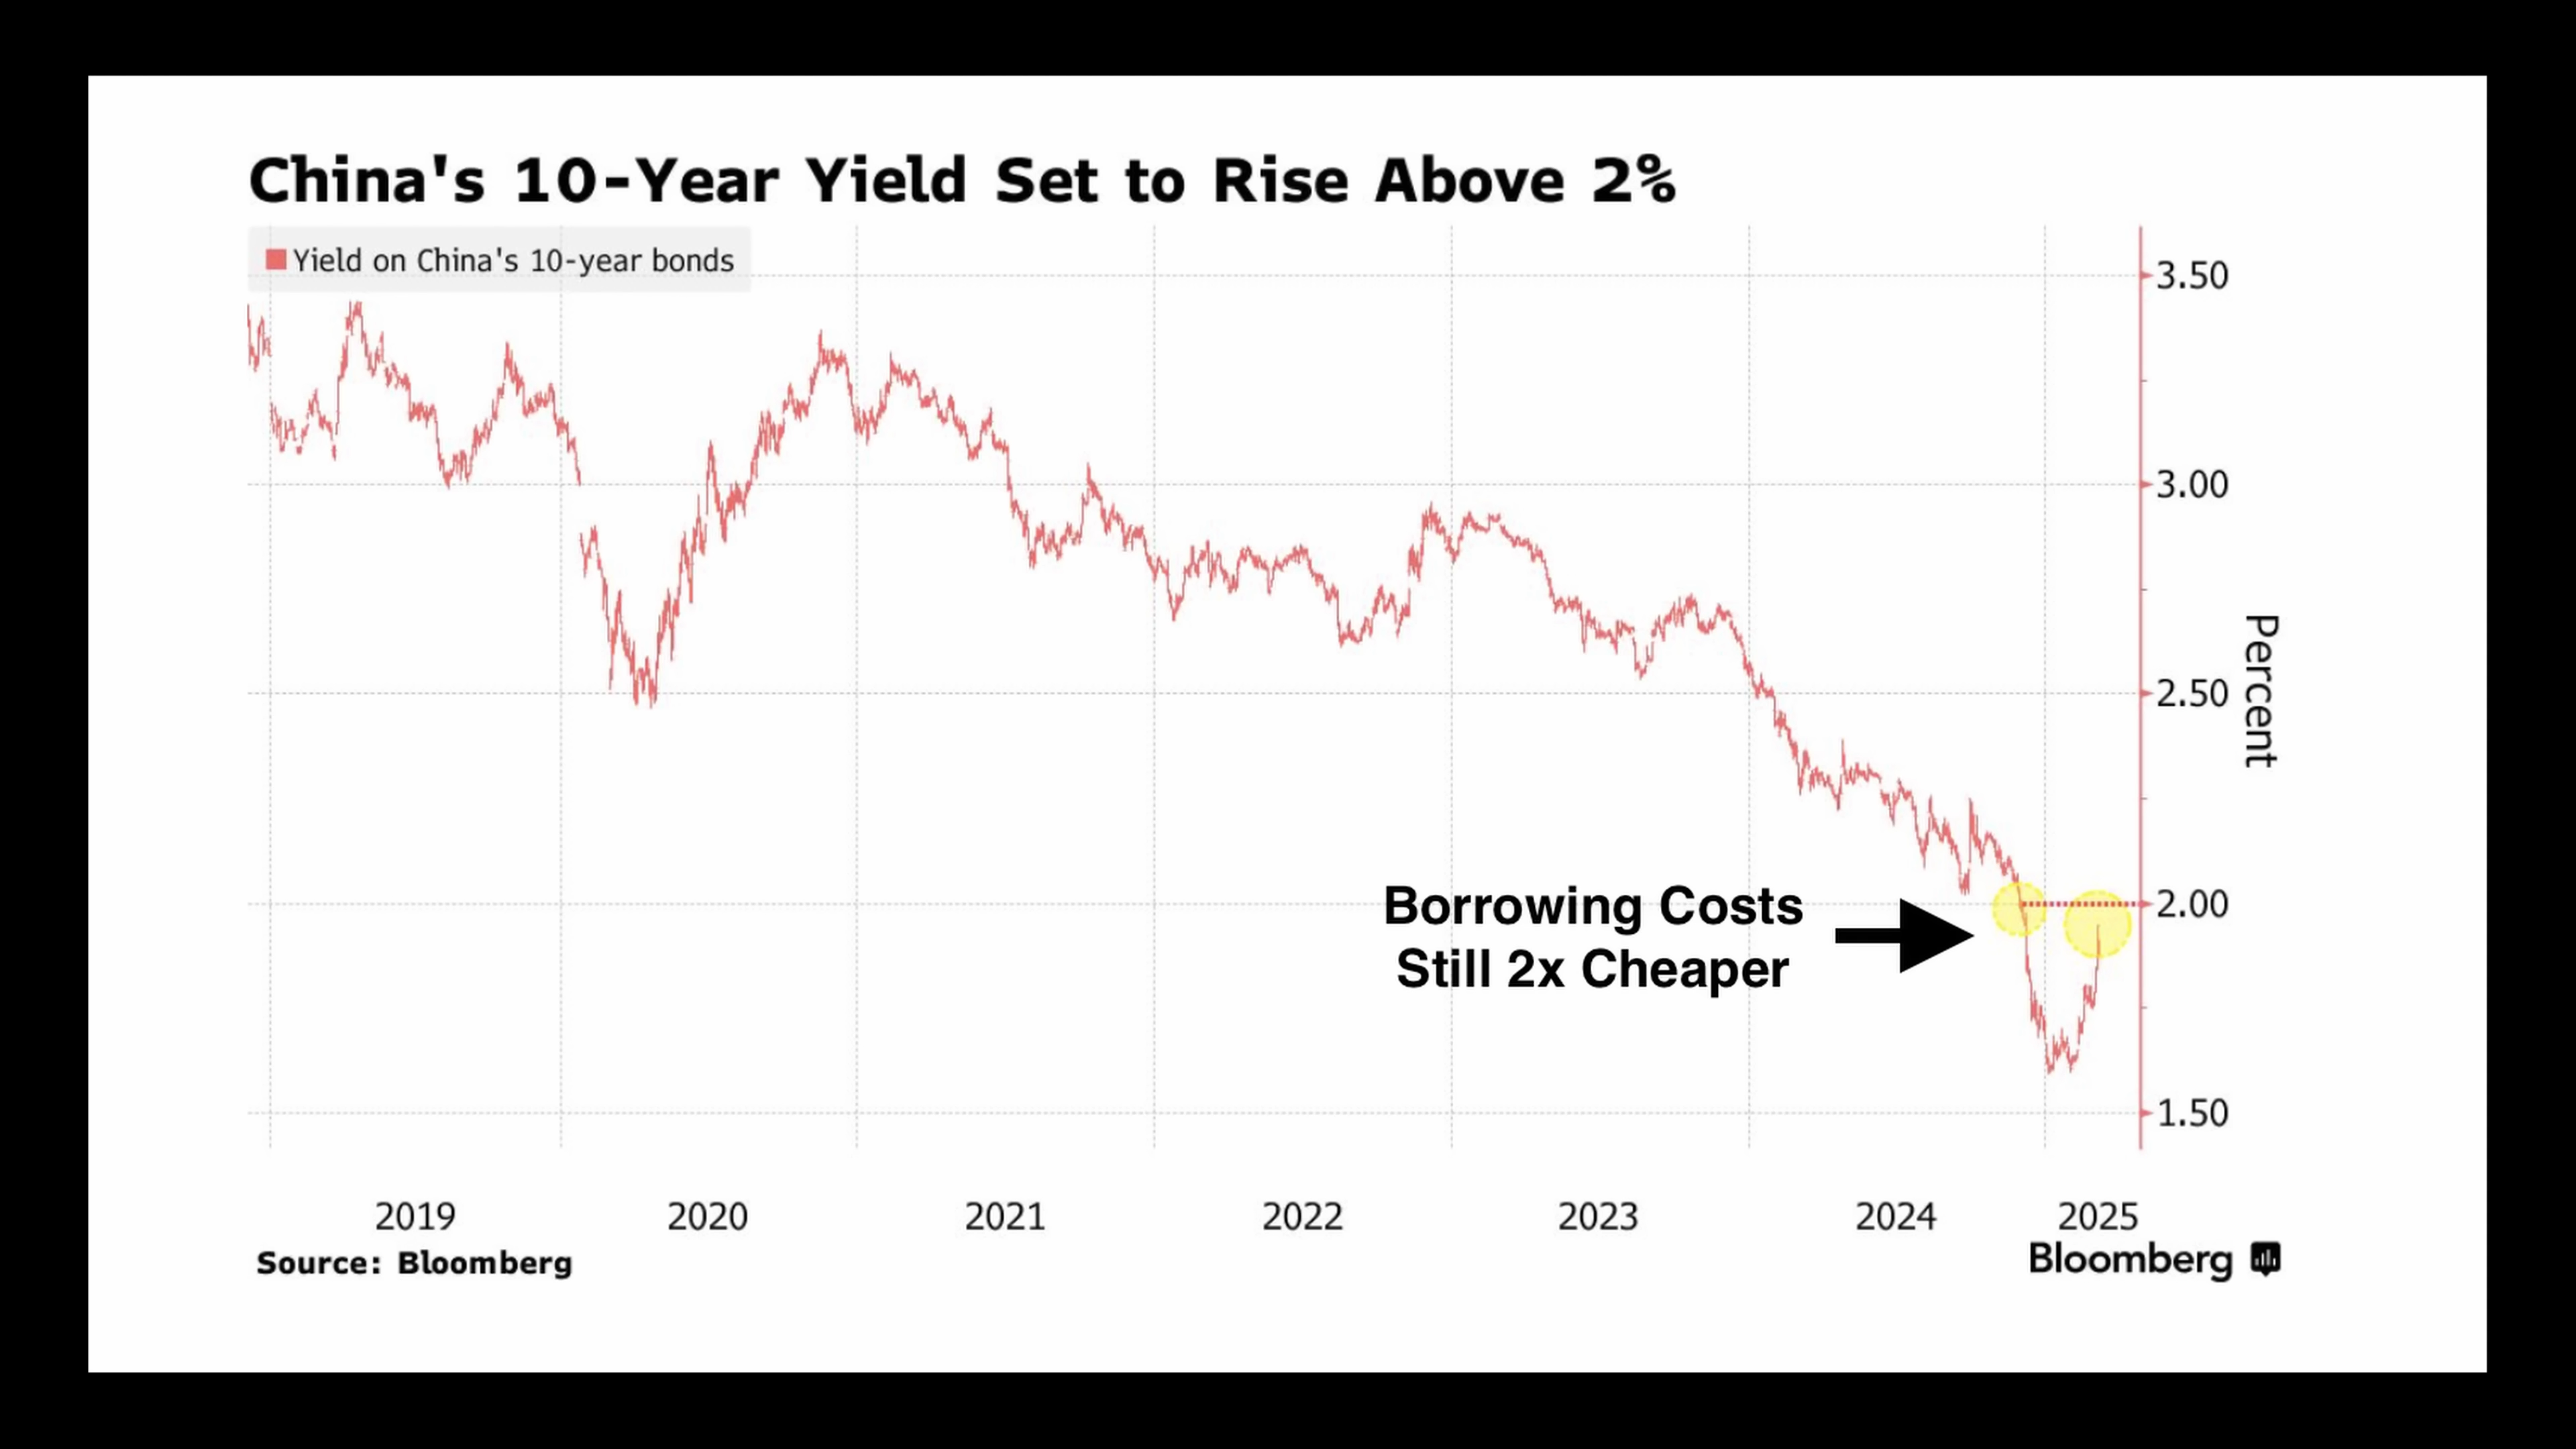 China's 10-Year Yield Set to Rise Above 2%
Yield on China's 10-year bonds
3.50
3.00
2.50
2.00
1.50
Percent
Borrowing Costs
Still 2x Cheaper
2019 2020 2021 2022 2023 2024 2025
Source: Bloomberg
Bloomberg